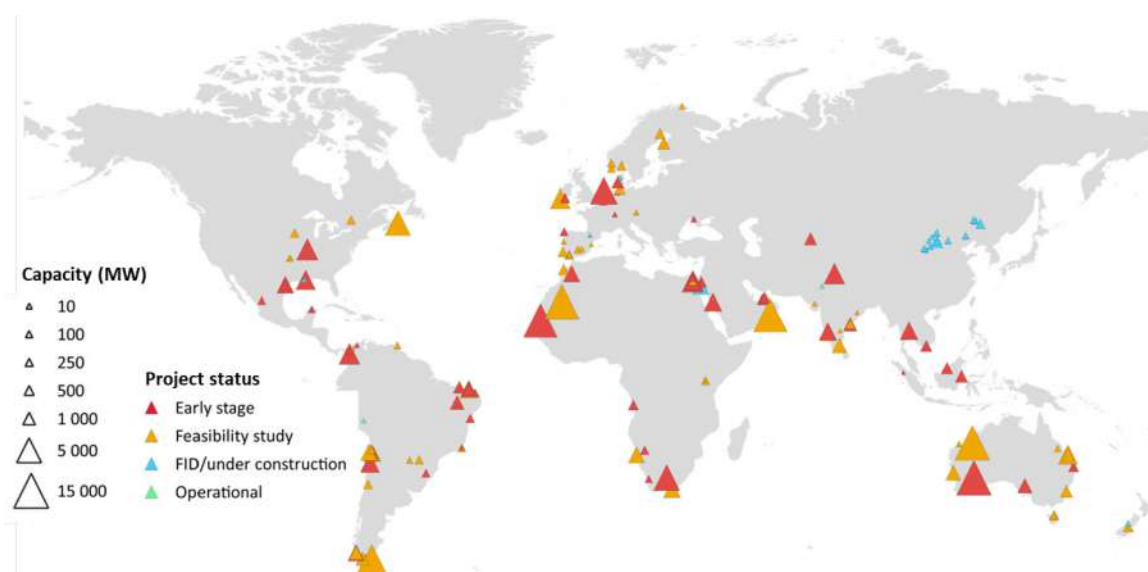 Capacity (MW)
10
100
250
500
1 000
5 000
15 000
Project status
Early stage
Feasibility study
FID/under construction
Operational